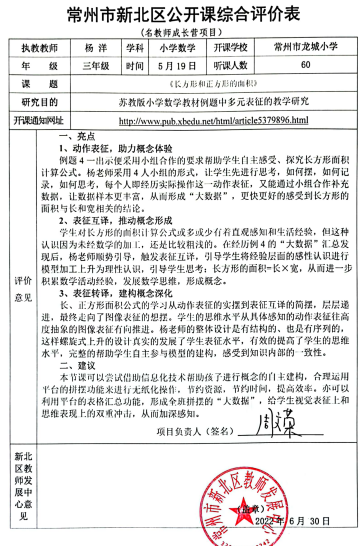 常州市新北区公开课综合评价表
(名教师成长营项目)
执教教师 杨 洋 学科 小学数学 开课学校 常州市龙城小学
年 级 三年级 时间 5月19日 听课人数 60
课 题 《长方形和正方形的面积》
研究目的 苏教版小学数学教材例题中多元表征的教学研究
开课通知网址 http://www.pub.xbedu.net/html/article5379896.html
评价意见
一、亮点
1、动作表征,助力概念体验
例题4一出示便采用小组合作的要求帮助学生自主感受、探究长方形面积
计算公式。杨老师采用4人小组的形式,让学生先进行思考,如何摆,如何记
录,如何思考,每个人即经历实际操作这一动作表征,又能通过小组合作补充
数据,让数据样本更丰富,从而形成“大数据”,更快更好的感受到长方形的
面积与长和宽相关的结论。
2、表征互译,推动概念形成
学生对长方形的面积计算公式或多或少有着直观感知和生活经验,但这种
认识因为未经数学的加工,还是比较粗浅的。在经历例4的“大数据”汇总发
现后,杨老师顺势引导,触发表征互译,引导学生将经验层面的感性认识进行
模型加工上升为理性认识,引导学生思考:长方形的面积=长×宽,从而进一步
积累数学活动经验,发展数学思维,形成概念。
3、表征转译,建构概念深化
长、正方形面积公式的学习从动作表征的实摆到表征互译的简摆,层层递
进,最终走向了图像表征的想摆。学生的思维水平从具体感知的动作表征往高
度抽象的图像表征有向推进。杨老师的整体设计是有结构的、也是有序列的,
这样螺旋式上升的设计真实的发展了学生表征水平,有效的提高了学生的思维
水平,完整的帮助学生自主参与模型的建构,感受到知识内部的一致性。
二、建议
本节课可以尝试借助信息化技术帮助孩子进行概念的自主建构,合理运用
平台的拼摆功能来进行无纸化操作,节约资源,节约时间,提高效率。亦可以
利用平台的表格汇总功能,形成全班拼摆的“大数据”,给学生视觉表征上和
思维表现上的双重冲击,从而加深感知。
项目负责人(签名)
新北区教师发展中心意见
常州市新北区教师发展中心
(盖章)
2022年6月30日